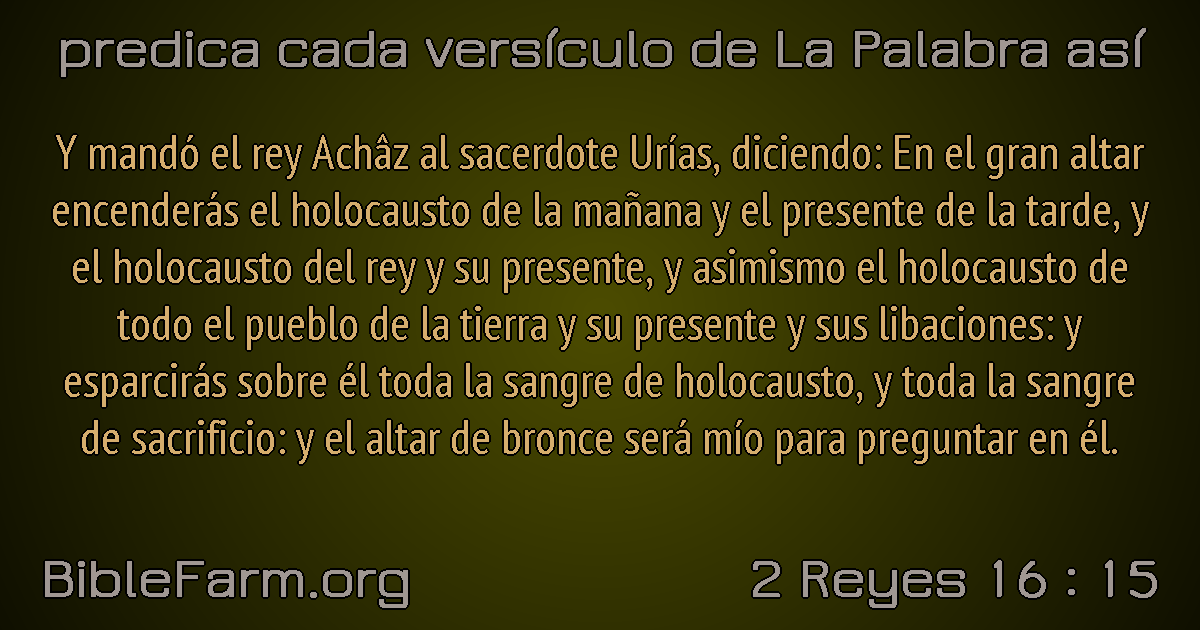 predica cada versículo de La Palabra así
Y mandó el rey Achâz al sacerdote Urías, diciendo: En el gran altar
encenderás el holocausto de la mañana y el presente de la tarde, y
el holocausto del rey y su presente, y asimismo el holocausto de
todo el pueblo de la tierra y su presente y sus libaciones: y
esparcirás sobre él toda la sangre de holocausto, y toda la sangre
de sacrificio: y el altar de bronce será mío para preguntar en él.
BibleFarm.org
2 Reyes 16 : 15